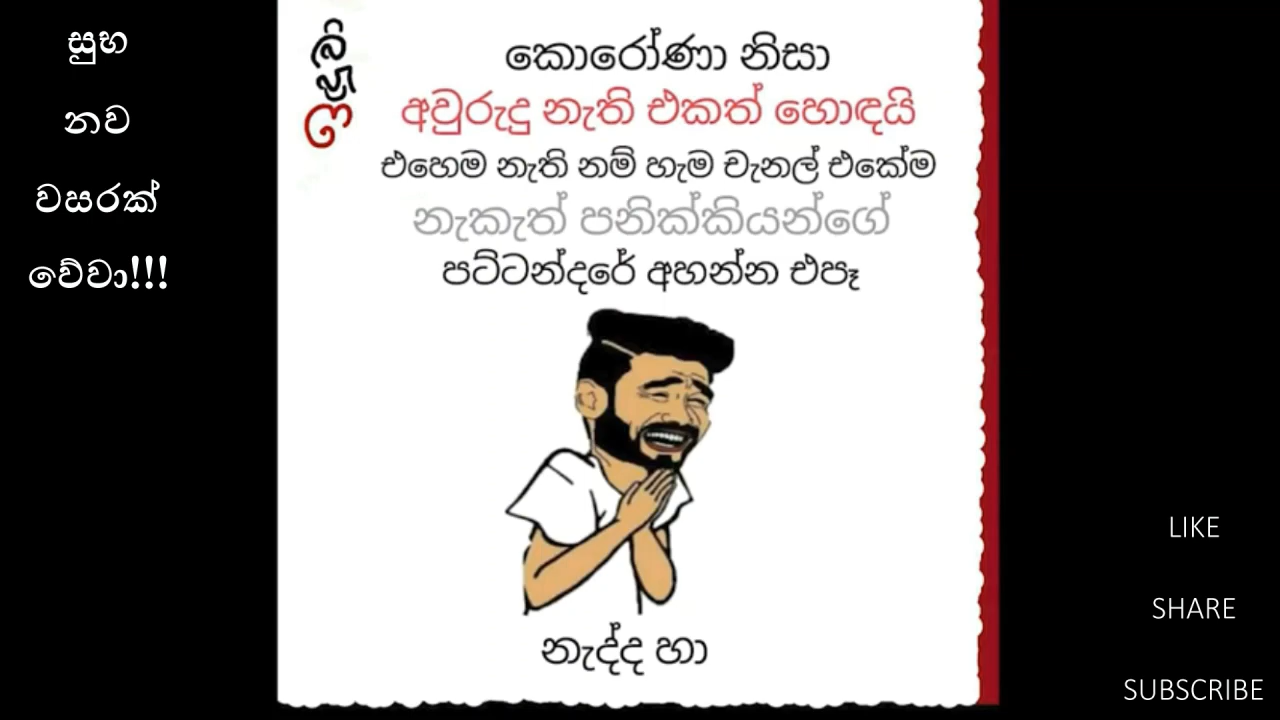 සුභ
නව
වසරක්
වේවා!!!
කොරෝණා නිසා
අවුරුදු නැති එකත් හොඳයි
එහෙම නැති නම් හැම චැනල් එකේම
නැකැත් පනික්කියන්ගේ
පට්ටන්දරේ අහන්න එපෑ
නැද්ද හා
LIKE
SHARE
SUBSCRIBE